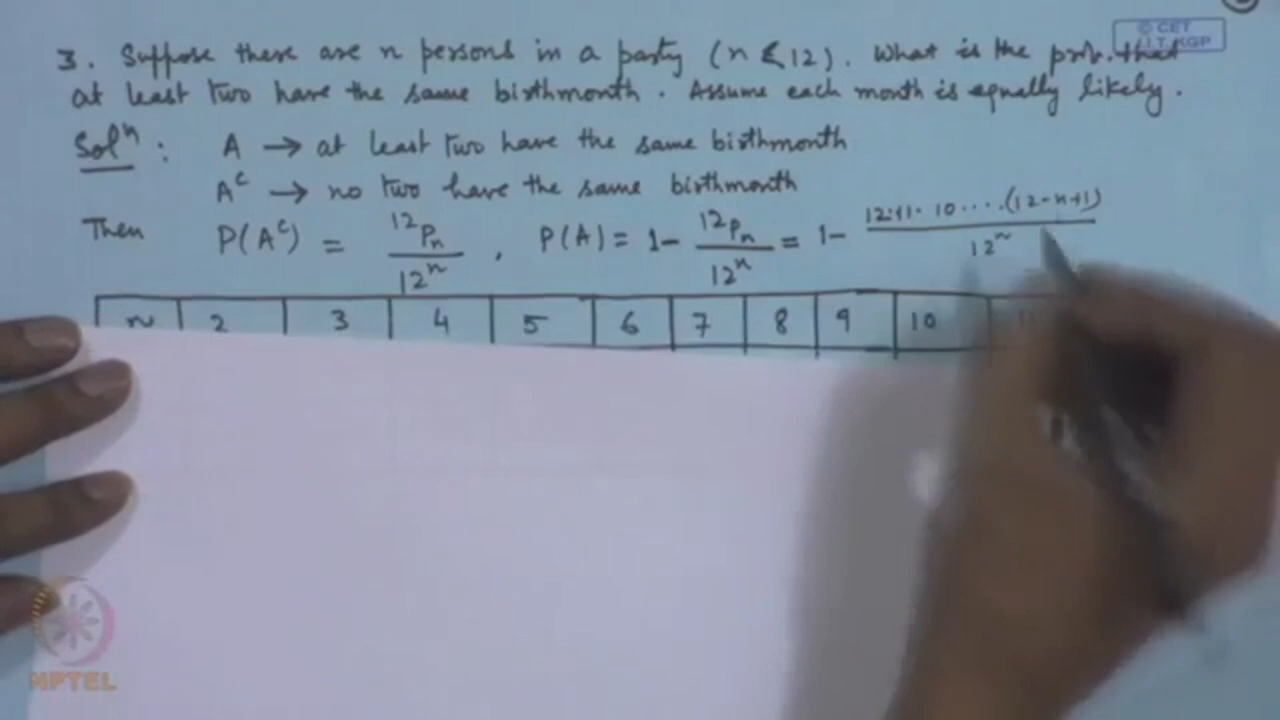 © CET
I.I.T. KGP
3. Suppose there are n persons in a party (n ≤ 12). What is the prob. that
at least two have the same birthmonth. Assume each month is equally likely.
Solⁿ : A → at least two have the same birthmonth
Aᶜ → no two have the same birthmonth
Then P(Aᶜ) = ¹²Pₙ / 12ⁿ , P(A) = 1 - ¹²Pₙ / 12ⁿ = 1 - 12·11·10····(12-n+1) / 12ⁿ
n 2 3 4 5 6 7 8 9 10
NPTEL